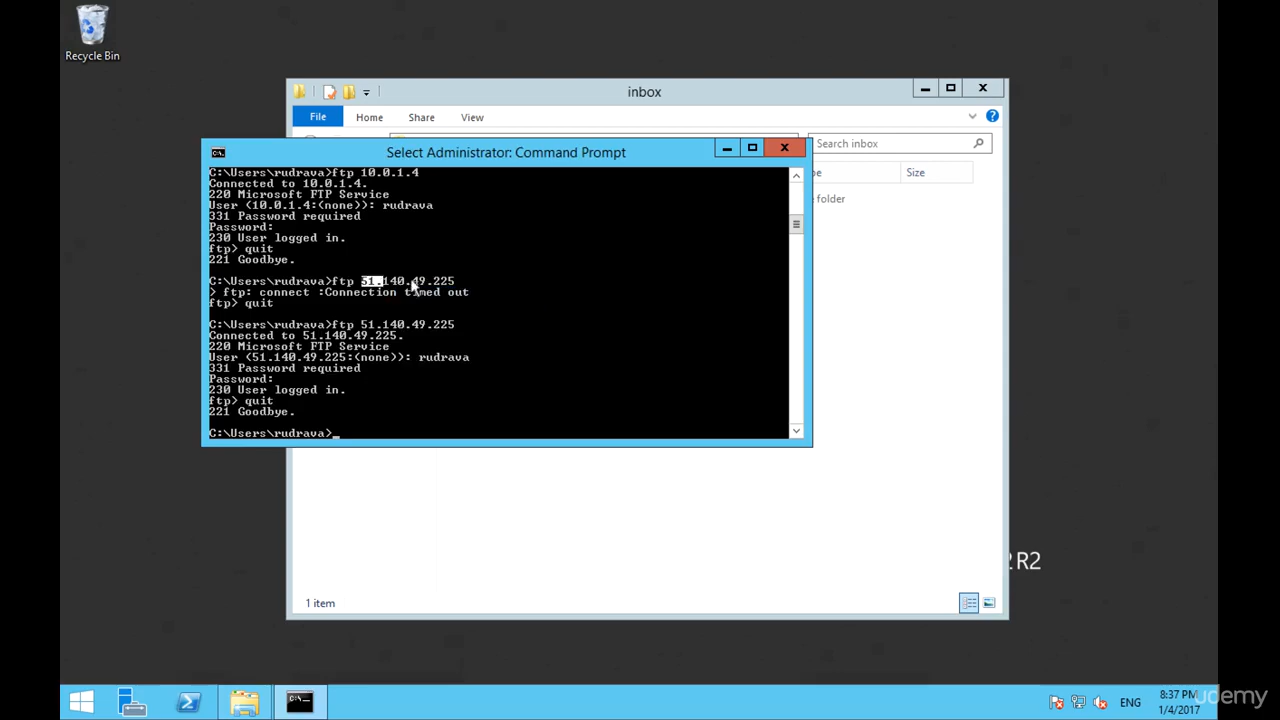 Recycle Bin
inbox
File
Home
Share
View
Search inbox
Size
folder
Select Administrator: Command Prompt
C:\Users\rudrava>ftp 10.0.1.4
Connected to 10.0.1.4.
220 Microsoft FTP Service
User (10.0.1.4:(none)): rudrava
331 Password required
Password:
230 User logged in.
ftp> quit
221 Goodbye.
C:\Users\rudrava>ftp 51.140.49.225
> ftp: connect :Connection timed out
ftp> quit
C:\Users\rudrava>ftp 51.140.49.225
Connected to 51.140.49.225.
220 Microsoft FTP Service
User (51.140.49.225:(none)): rudrava
331 Password required
Password:
230 User logged in.
ftp> quit
221 Goodbye.
C:\Users\rudrava>_
R2
1 item
ENG
8:37 PM
1/4/2017
udemy